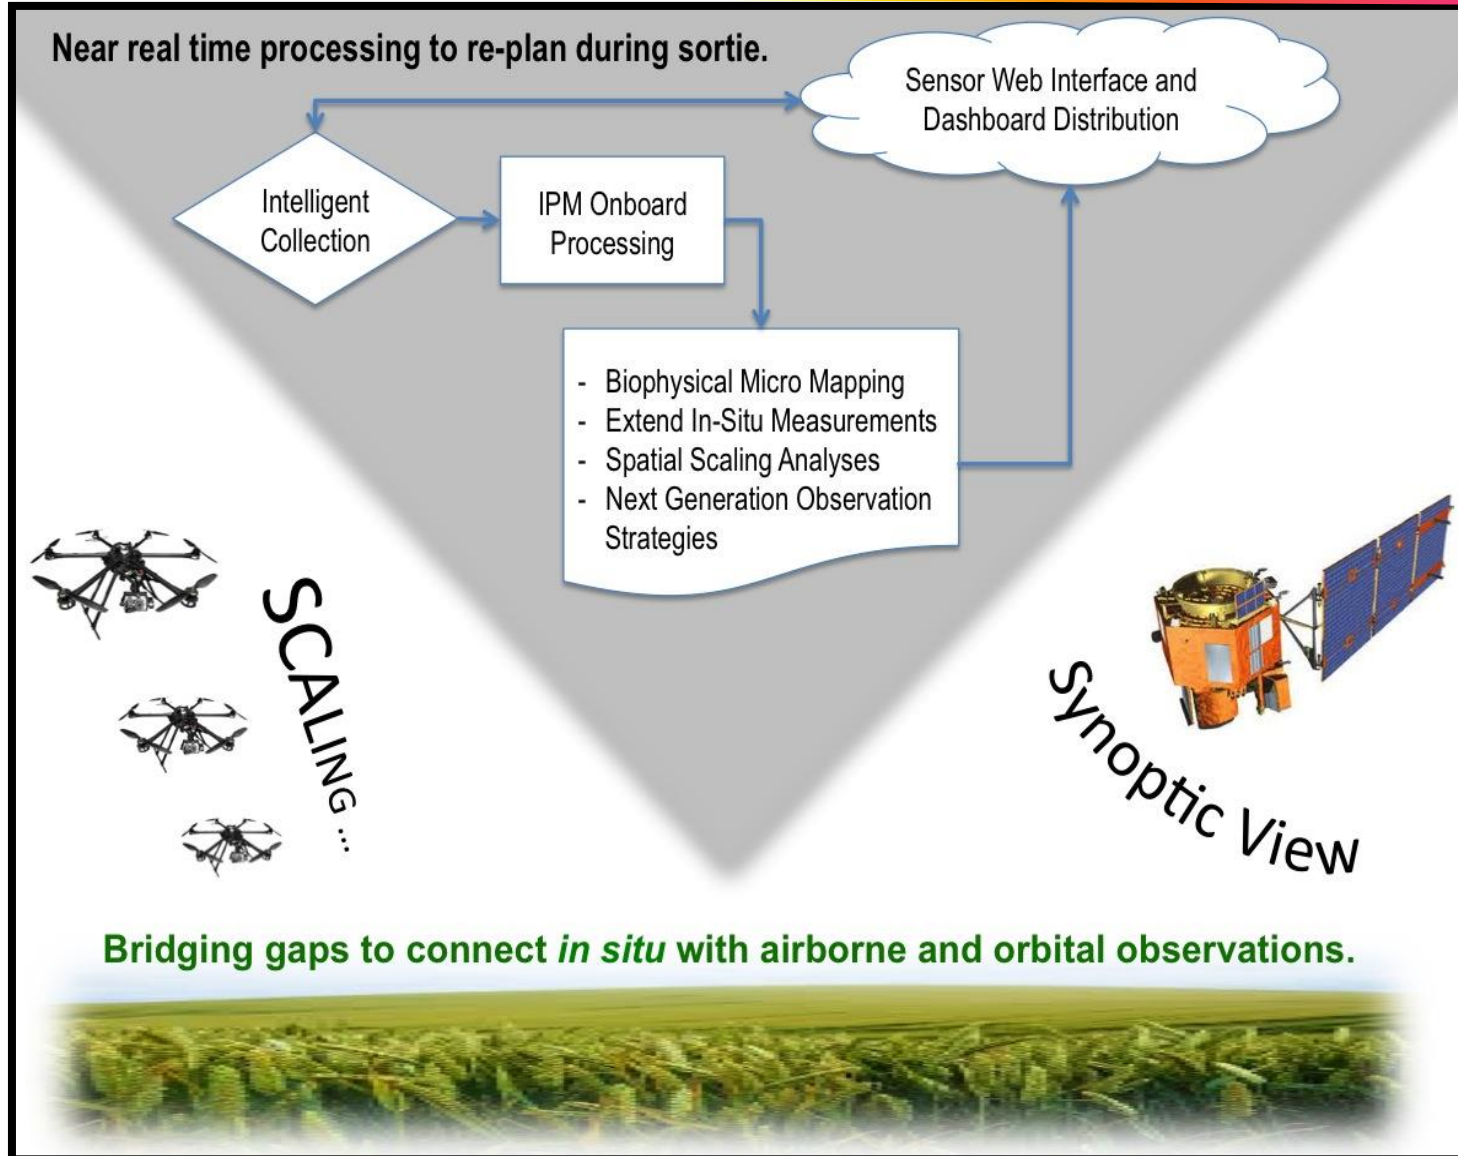 Near real time processing to re-plan during sortie.
Sensor Web Interface and
Dashboard Distribution
Intelligent
Collection
IPM Onboard
Processing
- Biophysical Micro Mapping
- Extend In-Situ Measurements
- Spatial Scaling Analyses
- Next Generation Observation
Strategies
SCALING ...
Synoptic View
Bridging gaps to connect in situ with airborne and orbital observations.